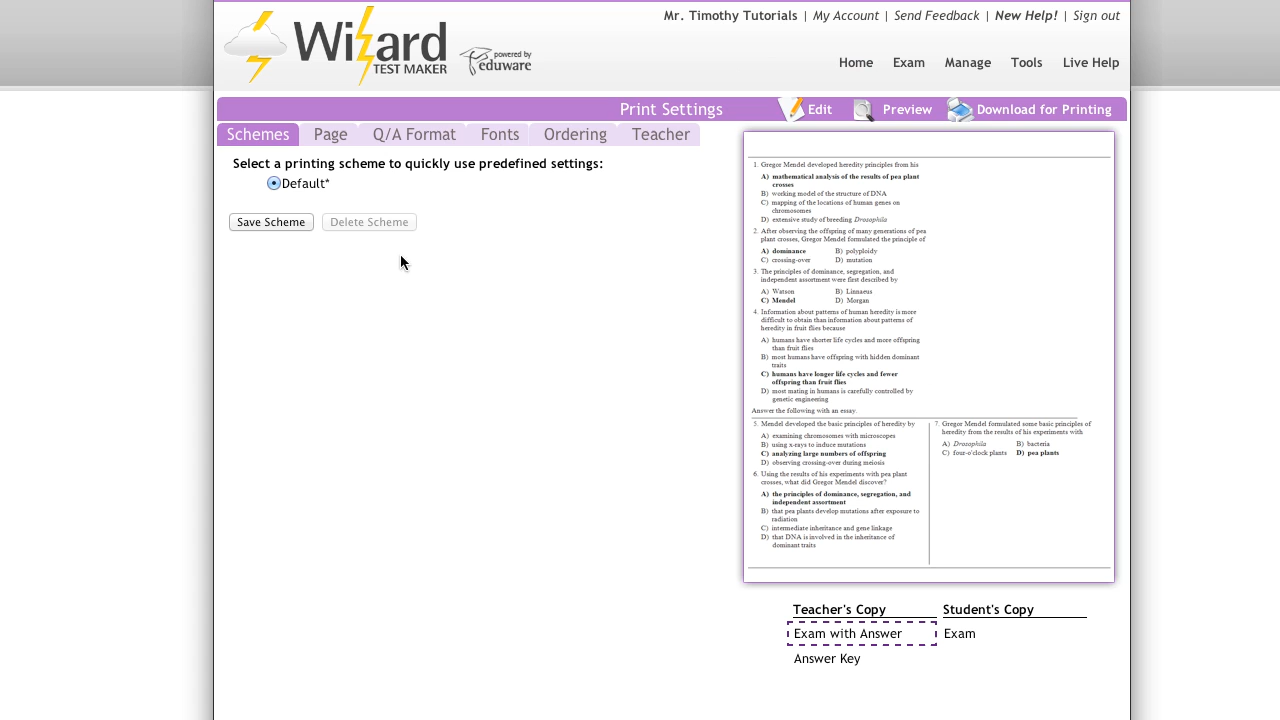 Mr. Timothy Tutorials | My Account | Send Feedback | New Help! | Sign out
Wizard
TEST MAKER
powered by
eduware
Home Exam Manage Tools Live Help
Print Settings Edit Preview Download for Printing
Schemes Page Q/A Format Fonts Ordering Teacher
Select a printing scheme to quickly use predefined settings:
Default*
Save Scheme Delete Scheme
1. Gregor Mendel developed heredity principles from his
A) mathematical analysis of the results of pea plant
crosses
B) working model of the structure of DNA
C) mapping of the locations of human genes on
chromosomes
D) extensive study of breeding Drosophila
2. After observing the offspring of many generations of pea
plant crosses, Gregor Mendel formulated the principle of
A) dominance B) polyploidy
C) crossing-over D) mutation
3. The principles of dominance, segregation, and
independent assortment were first described by
A) Watson B) Linnaeus
C) Mendel D) Morgan
4. Information about patterns of human heredity is more
difficult to obtain than information about patterns of
heredity in fruit flies because
A) humans have shorter life cycles and more offspring
than fruit flies
B) most humans have offspring with hidden dominant
traits
C) humans have longer life cycles and fewer
offspring than fruit flies
D) most mating in humans is carefully controlled by
genetic engineering
Answer the following with an essay.
5. Mendel developed the basic principles of heredity by
A) examining chromosomes with microscopes
B) using x-rays to induce mutations
C) analyzing large numbers of offspring
D) observing crossing-over during meiosis
6. Using the results of his experiments with pea plant
crosses, what did Gregor Mendel discover?
A) the principles of dominance, segregation, and
independent assortment
B) that pea plants develop mutations after exposure to
radiation
C) intermediate inheritance and gene linkage
D) that DNA is involved in the inheritance of
dominant traits
7. Gregor Mendel formulated some basic principles of
heredity from the results of his experiments with
A) Drosophila B) bacteria
C) four-o'clock plants D) pea plants
Teacher's Copy Student's Copy
Exam with Answer Exam
Answer Key